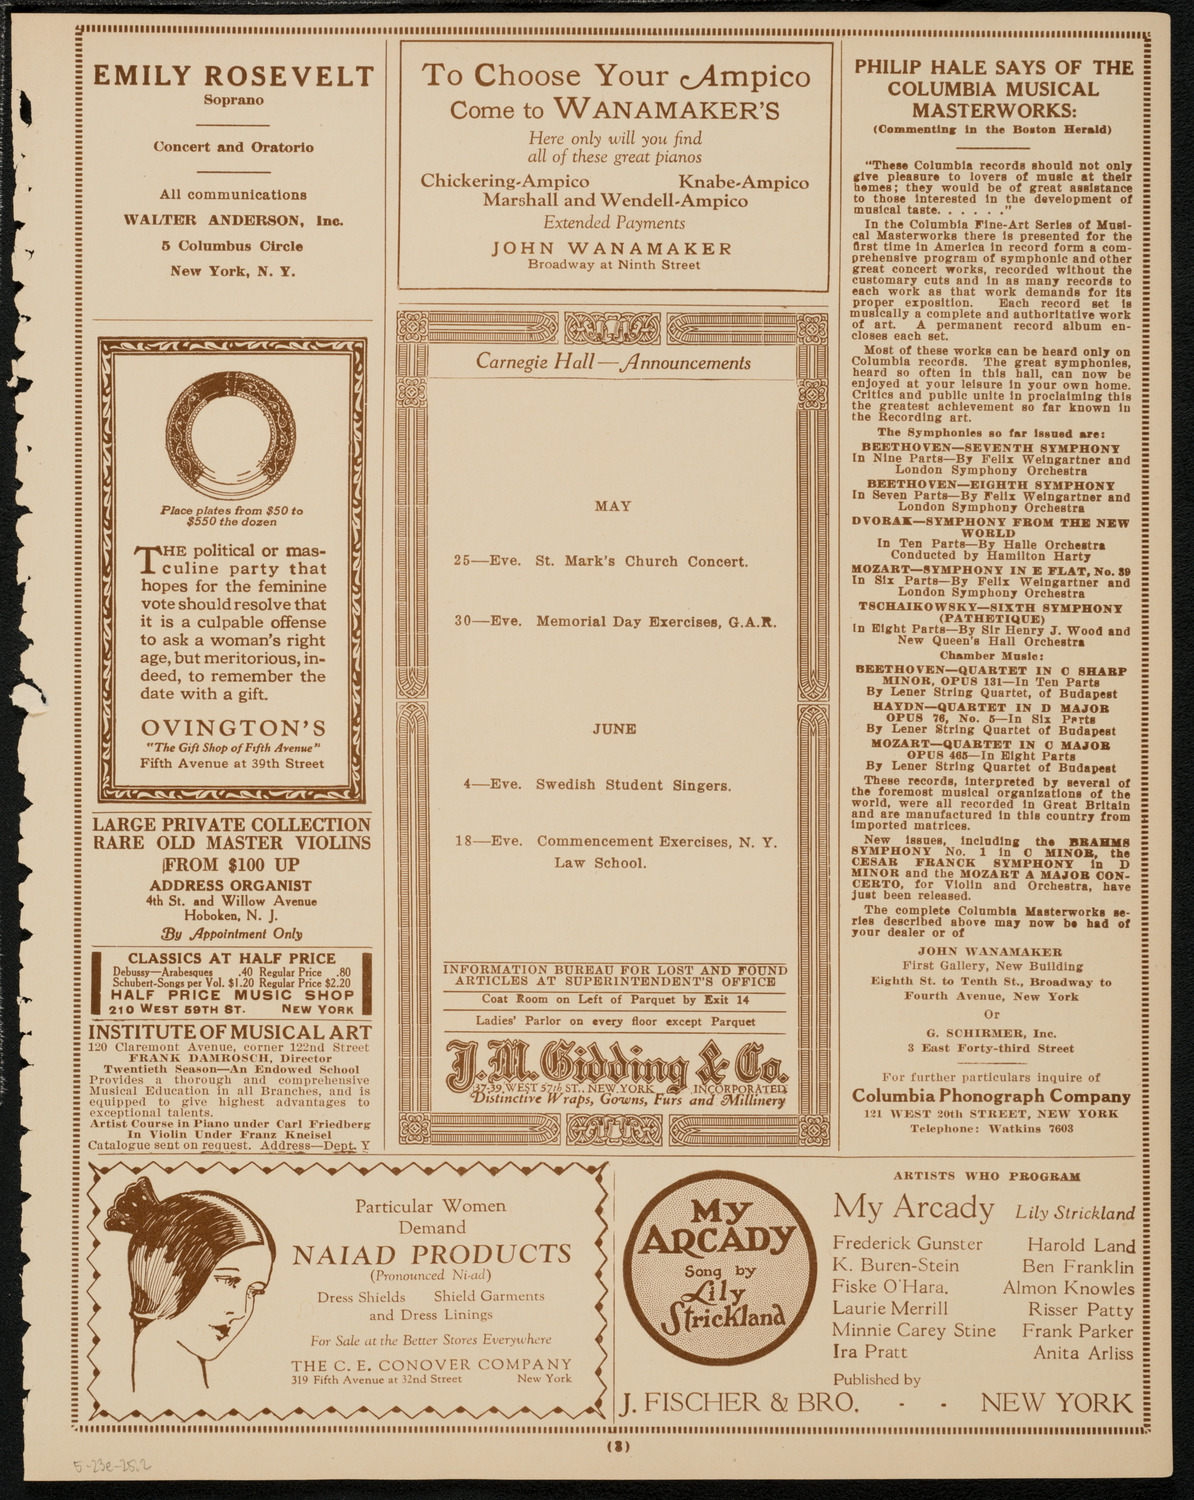 EMILY ROSEVELT
Soprano
Concert and Oratorio
All communications
WALTER ANDERSON, Inc.
5 Columbus Circle
New York, N. Y.
Place plates from $50 to
$550 the dozen
THE political or mas-
culine party that
hopes for the feminine
vote should resolve that
it is a culpable offense
to ask a woman's right
age, but meritorious, in-
deed, to remember the
date with a gift.
OVINGTON'S
"The Gift Shop of Fifth Avenue"
Fifth Avenue at 39th Street
LARGE PRIVATE COLLECTION
RARE OLD MASTER VIOLINS
FROM $100 UP
ADDRESS ORGANIST
4th St. and Willow Avenue
Hoboken, N. J.
By Appointment Only
CLASSICS AT HALF PRICE
Debussy—Arabesques .40 Regular Price .80
Schubert-Songs per Vol. $1.20 Regular Price $2.20
HALF PRICE MUSIC SHOP
210 WEST 59TH ST. NEW YORK
INSTITUTE OF MUSICAL ART
120 Claremont Avenue, corner 122nd Street
FRANK DAMROSCH, Director
Twentieth Season—An Endowed School
Provides a thorough and comprehensive
Musical Education in all Branches, and is
equipped to give highest advantages to
exceptional talents.
Artist Course in Piano under Carl Friedberg
In Violin Under Franz Kneisel
Catalogue sent on request. Address—Dept. Y
To Choose Your Ampico
Come to WANAMAKER'S
Here only will you find
all of these great pianos
Chickering-Ampico Knabe-Ampico
Marshall and Wendell-Ampico
Extended Payments
JOHN WANAMAKER
Broadway at Ninth Street
Carnegie Hall—Announcements
MAY
25—Eve. St. Mark's Church Concert.
30—Eve. Memorial Day Exercises, G.A.R.
JUNE
4—Eve. Swedish Student Singers.
18—Eve. Commencement Exercises, N. Y.
Law School.
INFORMATION BUREAU FOR LOST AND FOUND
ARTICLES AT SUPERINTENDENT'S OFFICE
Coat Room on Left of Parquet by Exit 14
Ladies' Parlor on every floor except Parquet
J. M. Gidding & Co.
37-39, WEST 57th ST., NEW YORK INCORPORATED
Distinctive Wraps, Gowns, Furs and Millinery
PHILIP HALE SAYS OF THE
COLUMBIA MUSICAL
MASTERWORKS:
(Commenting in the Boston Herald)
"These Columbia records should not only
give pleasure to lovers of music at their
homes; they would be of great assistance
to those interested in the development of
musical taste. . . . . ."
In the Columbia Fine-Art Series of Musi-
cal Masterworks there is presented for the
first time in America in record form a com-
prehensive program of symphonic and other
great concert works, recorded without the
customary cuts and in as many records to
each work as that work demands for its
proper exposition. Each record set is
musically a complete and authoritative work
of art. A permanent record album en-
closes each set.
Most of these works can be heard only on
Columbia records. The great symphonies,
heard so often in this hall, can now be
enjoyed at your leisure in your own home.
Critics and public unite in proclaiming this
the greatest achievement so far known in
the Recording art.
The Symphonies so far issued are:
BEETHOVEN—SEVENTH SYMPHONY
In Nine Parts—By Felix Weingartner and
London Symphony Orchestra
BEETHOVEN—EIGHTH SYMPHONY
In Seven Parts—By Felix Weingartner and
London Symphony Orchestra
DVORAK—SYMPHONY FROM THE NEW
WORLD
In Ten Parts—By Halle Orchestra
Conducted by Hamilton Harty
MOZART—SYMPHONY IN E FLAT, No. 39
In Six Parts—By Felix Weingartner and
London Symphony Orchestra
TSCHAIKOWSKY—SIXTH SYMPHONY
(PATHETIQUE)
In Eight Parts—By Sir Henry J. Wood and
New Queen's Hall Orchestra
Chamber Music:
BEETHOVEN—QUARTET IN C SHARP
MINOR, OPUS 131—In Ten Parts
By Lener String Quartet, of Budapest
HAYDN—QUARTET IN D MAJOR
OPUS 76, No. 5—In Six Parts
By Lener String Quartet of Budapest
MOZART—QUARTET IN C MAJOR
OPUS 465—In Eight Parts
By Lener String Quartet of Budapest
These records, interpreted by several of
the foremost musical organizations of the
world, were all recorded in Great Britain
and are manufactured in this country from
imported matrices.
New issues, including the BRAHMS
SYMPHONY No. 1 in C MINOR, the
CESAR FRANCK SYMPHONY in D
MINOR and the MOZART A MAJOR CON-
CERTO, for Violin and Orchestra, have
just been released.
The complete Columbia Masterworks se-
ries described above may now be had of
your dealer or of
JOHN WANAMAKER
First Gallery, New Building
Eighth St. to Tenth St., Broadway to
Fourth Avenue, New York
Or
G. SCHIRMER, Inc.
3 East Forty-third Street
For further particulars inquire of
Columbia Phonograph Company
121 WEST 20th STREET, NEW YORK
Telephone: Watkins 7603
Particular Women
Demand
NAIAD PRODUCTS
(Pronounced Ni-ad)
Dress Shields Shield Garments
and Dress Linings
For Sale at the Better Stores Everywhere
THE C. E. CONOVER COMPANY
319 Fifth Avenue at 32nd Street New York
My
ARCADY
Song by
Lily
Strickland
ARTISTS WHO PROGRAM
My Arcady Lily Strickland
Frederick Gunster Harold Land
K. Buren-Stein Ben Franklin
Fiske O'Hara, Almon Knowles
Laurie Merrill Risser Patty
Minnie Carey Stine Frank Parker
Ira Pratt Anita Arliss
Published by
J. FISCHER & BRO. - - NEW YORK
(3)
5-23e-25.2